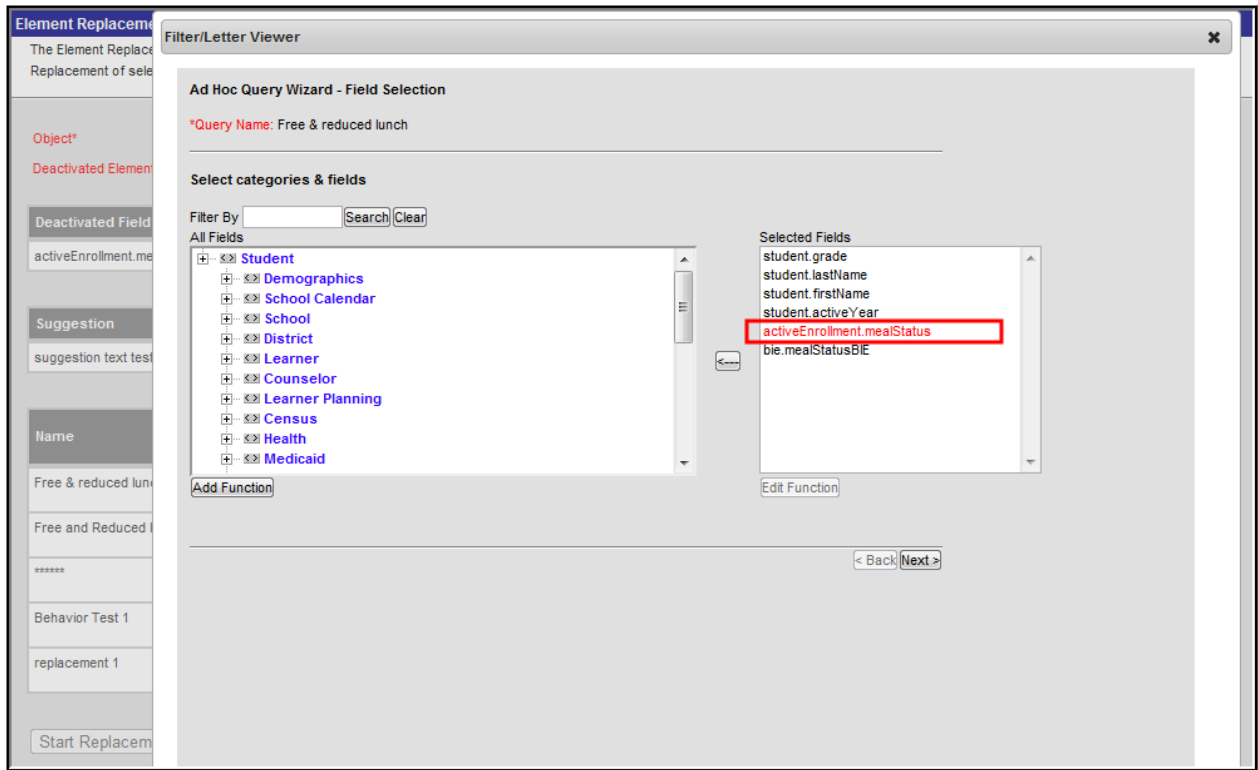 Element Replaceme
The Element Replace
Replacement of sele
Object*
Deactivated Element
Deactivated Field
activeEnrollment.me
Suggestion
suggestion text test
Name
Free & reduced lun
Free and Reduced l
******
Behavior Test 1
replacement 1
Start Replacem
Filter/Letter Viewer
Ad Hoc Query Wizard - Field Selection
*Query Name: Free & reduced lunch
Select categories & fields
Filter By Search Clear
All Fields
Student
Demographics
School Calendar
School
District
Learner
Counselor
Learner Planning
Census
Health
Medicaid
Add Function
<---
Selected Fields
student.grade
student.lastName
student.firstName
student.activeYear
activeEnrollment.mealStatus
bie.mealStatusBIE
Edit Function
< Back Next >